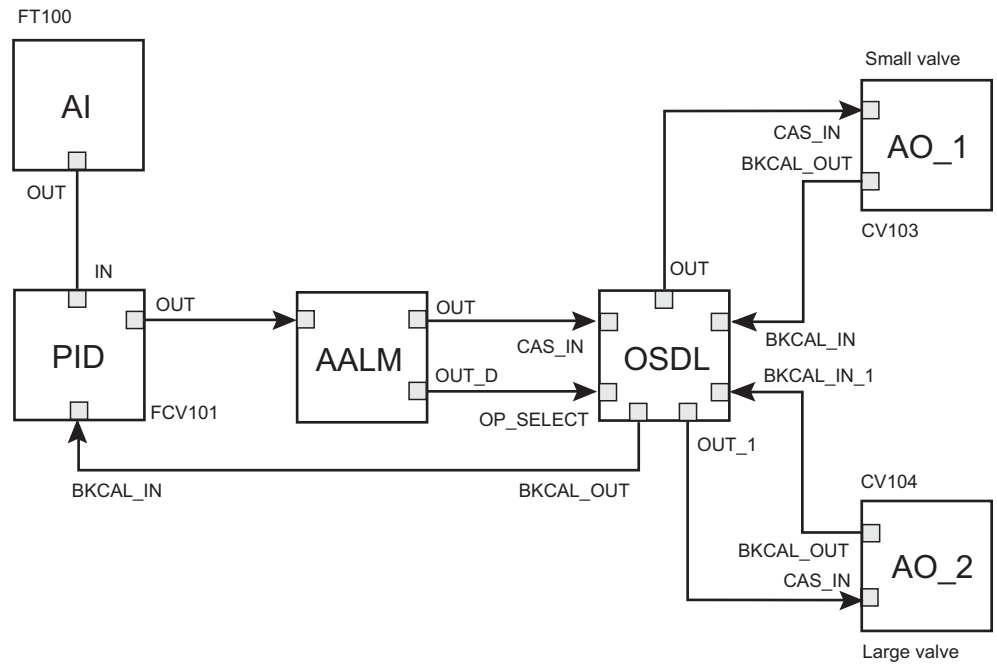 FT100
AI
OUT
IN
PID
OUT
FCV101
BKCAL_IN
AALM
OUT
CAS_IN
OUT_D
OP_SELECT
BKCAL_OUT
OSDL
OUT
BKCAL_IN
BKCAL_IN_1
OUT_1
Small valve
CAS_IN
BKCAL_OUT
AO_1
CV103
CV104
BKCAL_OUT
CAS_IN
AO_2
Large valve